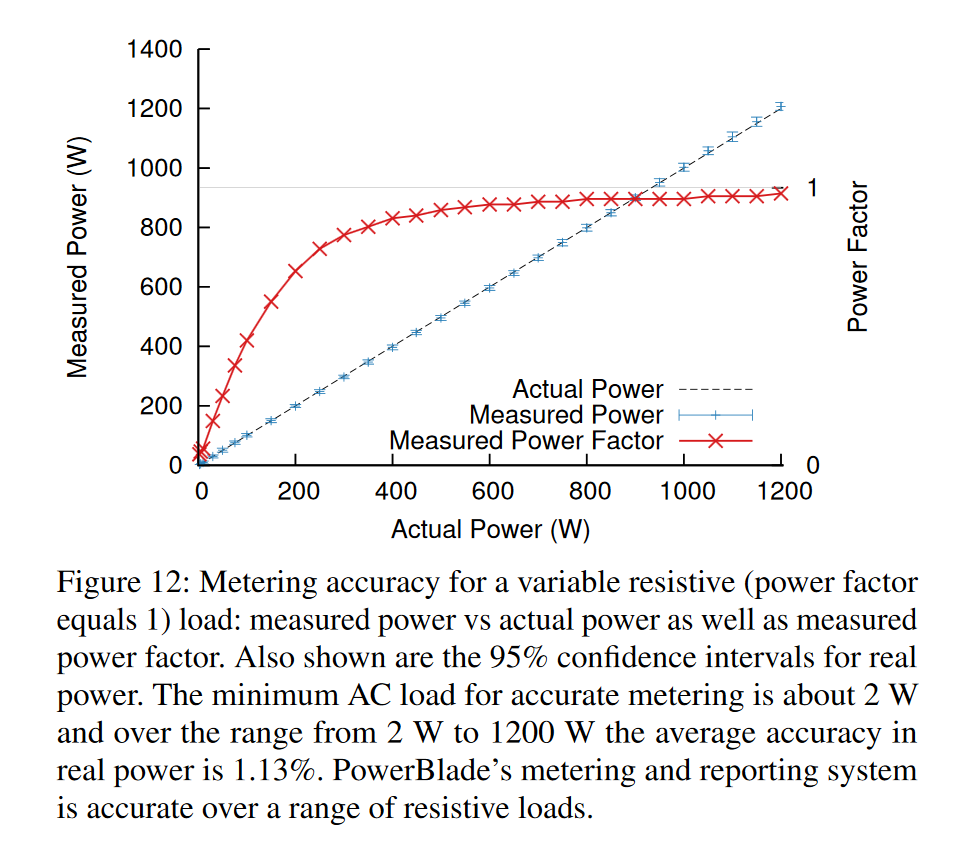 1400
1200
1000
800
600
400
200
0
Measured Power (W)
1
0
Power Factor
Actual Power
Measured Power
Measured Power Factor
0 200 400 600 800 1000 1200
Actual Power (W)
Figure 12: Metering accuracy for a variable resistive (power factor
equals 1) load: measured power vs actual power as well as measured
power factor. Also shown are the 95% confidence intervals for real
power. The minimum AC load for accurate metering is about 2 W
and over the range from 2 W to 1200 W the average accuracy in
real power is 1.13%. PowerBlade's metering and reporting system
is accurate over a range of resistive loads.